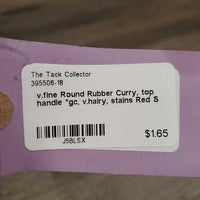 The Tack Collector
395506-18
v.fine Round Rubber Curry, top
handle *gc, v.hairy, stains Red S
$1.65
J5BLSX